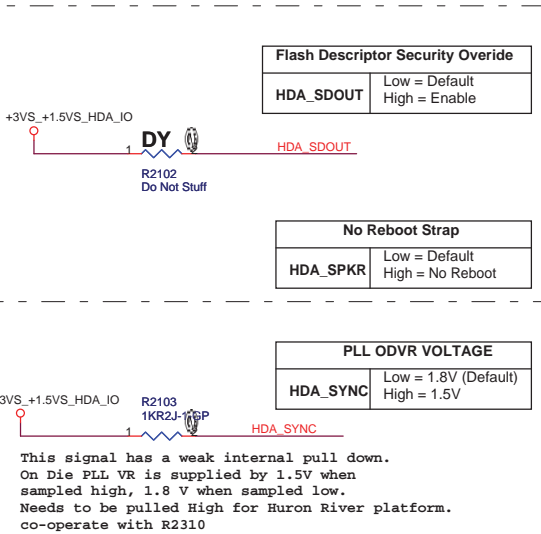 Flash Descriptor Security Overide
HDA_SDOUT
Low = Default
High = Enable
+3VS_+1.5VS_HDA_IO
1
DY
HDA_SDOUT
R2102
Do Not Stuff
No Reboot Strap
HDA_SPKR
Low = Default
High = No Reboot
PLL ODVR VOLTAGE
HDA_SYNC
Low = 1.8V (Default)
High = 1.5V
3VS_+1.5VS_HDA_IO
R2103
1
HDA_SYNC
This signal has a weak internal pull down.
On Die PLL VR is supplied by 1.5V when
sampled high, 1.8 V when sampled low.
Needs to be pulled High for Huron River platform.
co-operate with R2310